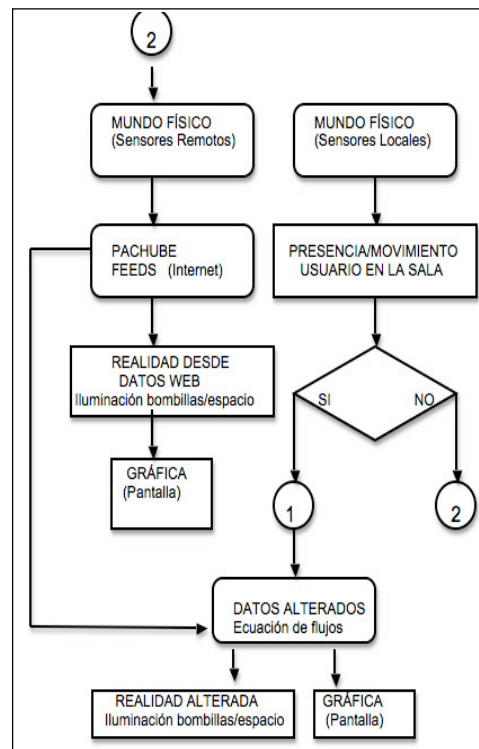 2
MUNDO FÍSICO
(Sensores Remotos)
MUNDO FÍSICO
(Sensores Locales)
PACHUBE
FEEDS (Internet)
PRESENCIA/MOVIMIENTO
USUARIO EN LA SALA
REALIDAD DESDE
DATOS WEB
Iluminación bombillas/espacio
SI
NO
GRÁFICA
(Pantalla)
1
2
DATOS ALTERADOS
Ecuación de flujos
REALIDAD ALTERADA
Iluminación bombillas/espacio
GRÁFICA
(Pantalla)